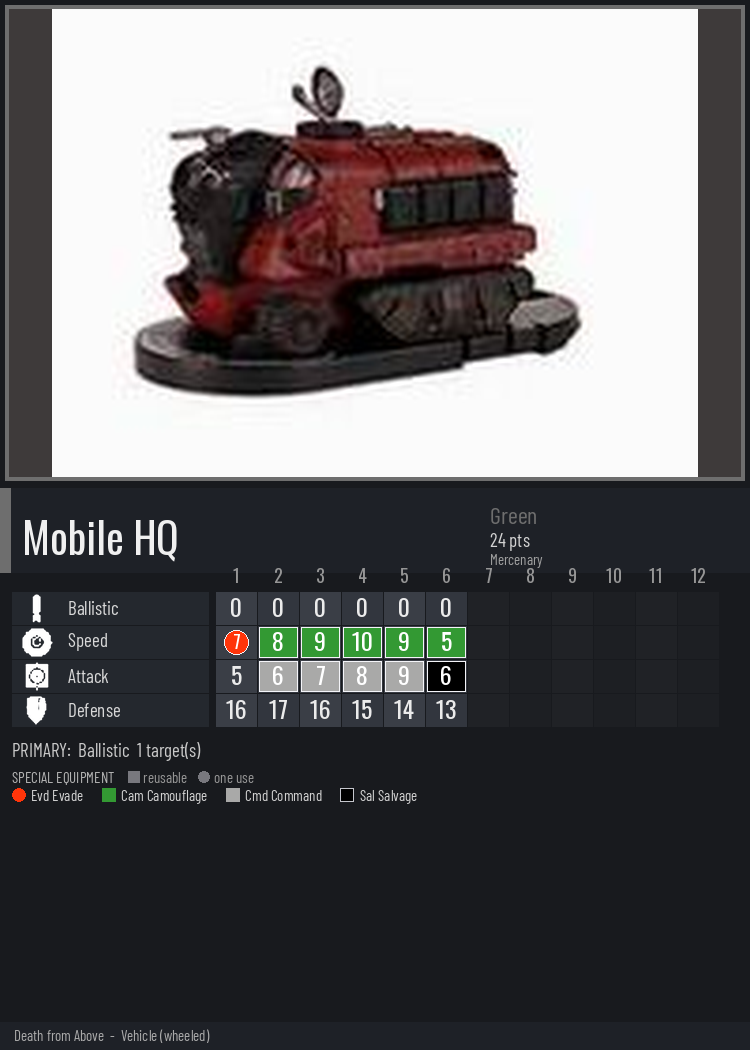 Mobile HQ
Green
24 pts
Mercenary
1 2 3 4 5 6 7 8 9 10 11 12
Ballistic 0 0 0 0 0 0
Speed 7 8 9 10 9 5
Attack 5 6 7 8 9 6
Defense 16 17 16 15 14 13
PRIMARY: Ballistic 1 target(s)
SPECIAL EQUIPMENT reusable one use
Evd Evade Cam Camouflage Cmd Command Sal Salvage
Death from Above - Vehicle (wheeled)